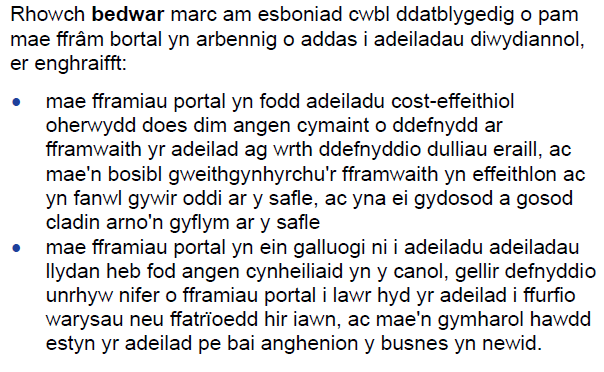 Rhowch bedwar marc am esboniad cwbl ddatblygedig o pam
mae ffrâm bortal yn arbennig o addas i adeiladau diwydiannol,
er enghraifft:
● mae fframiau portal yn fodd adeiladu cost-effeithiol
oherwydd does dim angen cymaint o ddefnydd ar
fframwaith yr adeilad ag wrth ddefnyddio dulliau eraill, ac
mae'n bosibl gweithgynhyrchu'r fframwaith yn effeithlon ac
yn fanwl gywir oddi ar y safle, ac yna ei gydosod a gosod
cladin arno'n gyflym ar y safle
● mae fframiau portal yn ein galluogi ni i adeiladu adeiladau
llydan heb fod angen cynheiliaid yn y canol, gellir defnyddio
unrhyw nifer o fframiau portal i lawr hyd yr adeilad i ffurfio
warysau neu ffatrïoedd hir iawn, ac mae'n gymharol hawdd
estyn yr adeilad pe bai anghenion y busnes yn newid.